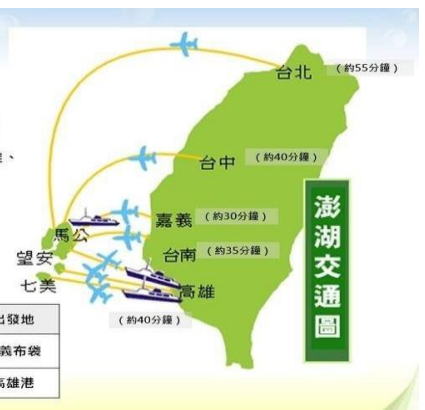 台北 (約55分鐘)
台中 (約40分鐘)
嘉義 (約30分鐘)
馬公
台南 (約35分鐘)
望安
七美
高雄
(約40分鐘)
澎湖交通圖
出發地
義布袋
高雄港